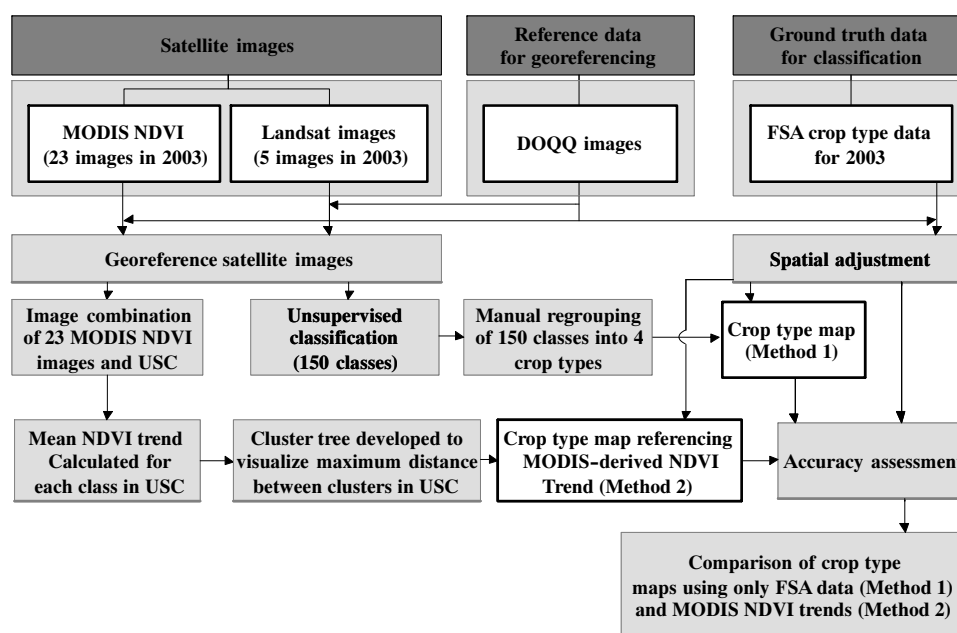 Satellite images
Reference data
for georeferencing
Ground truth data
for classification
MODIS NDVI
(23 images in 2003)
Landsat images
(5 images in 2003)
DOQQ images
FSA crop type data
for 2003
Georeference satellite images
Spatial adjustment
Image combination
of 23 MODIS NDVI
images and USC
Unsupervised
classification
(150 classes)
Manual regrouping
of 150 classes into 4
crop types
Crop type map
(Method 1)
Mean NDVI trend
Calculated for
each class in USC
Cluster tree developed to
visualize maximum distance
between clusters in USC
Crop type map referencing
MODIS-derived NDVI
Trend (Method 2)
Accuracy assessment
Comparison of crop type
maps using only FSA data (Method 1)
and MODIS NDVI trends (Method 2)